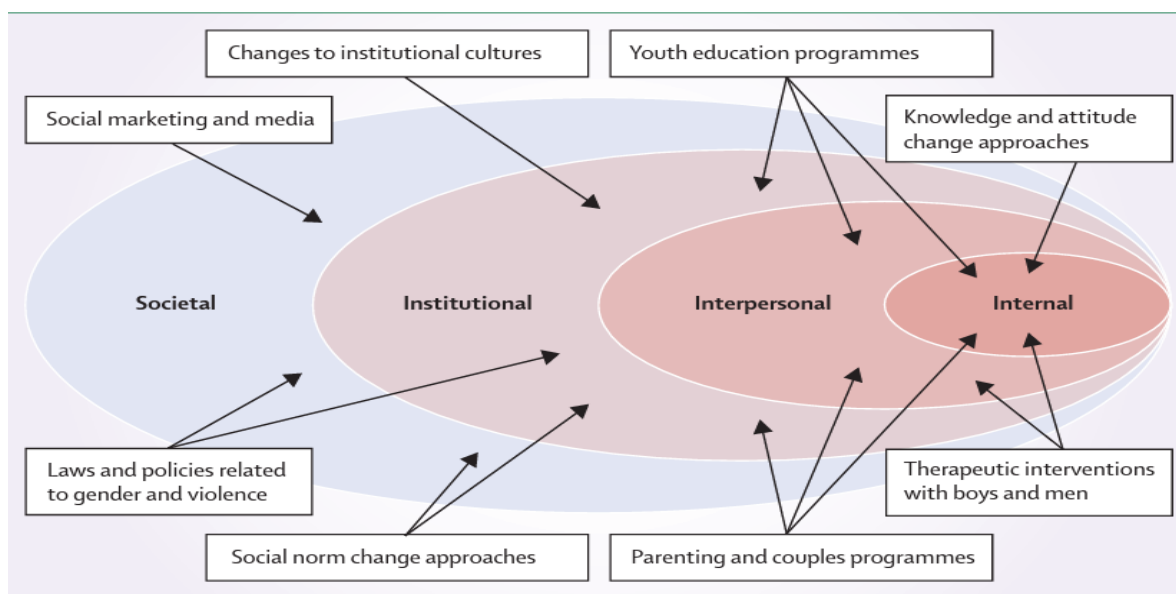 Changes to institutional cultures
Youth education programmes
Social marketing and media
Knowledge and attitude
change approaches
Societal
Institutional
Interpersonal
Internal
Laws and policies related
to gender and violence
Therapeutic interventions
with boys and men
Social norm change approaches
Parenting and couples programmes